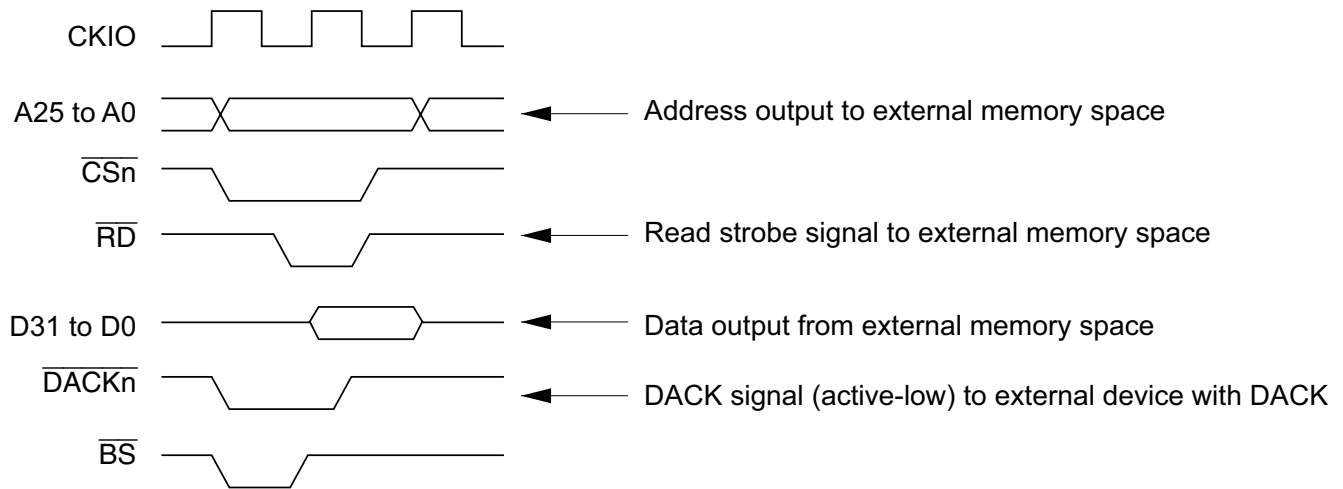 CKIO
A25 to A0
Address output to external memory space
CSn
RD
Read strobe signal to external memory space
D31 to D0
Data output from external memory space
DACKn
DACK signal (active-low) to external device with DACK
BS